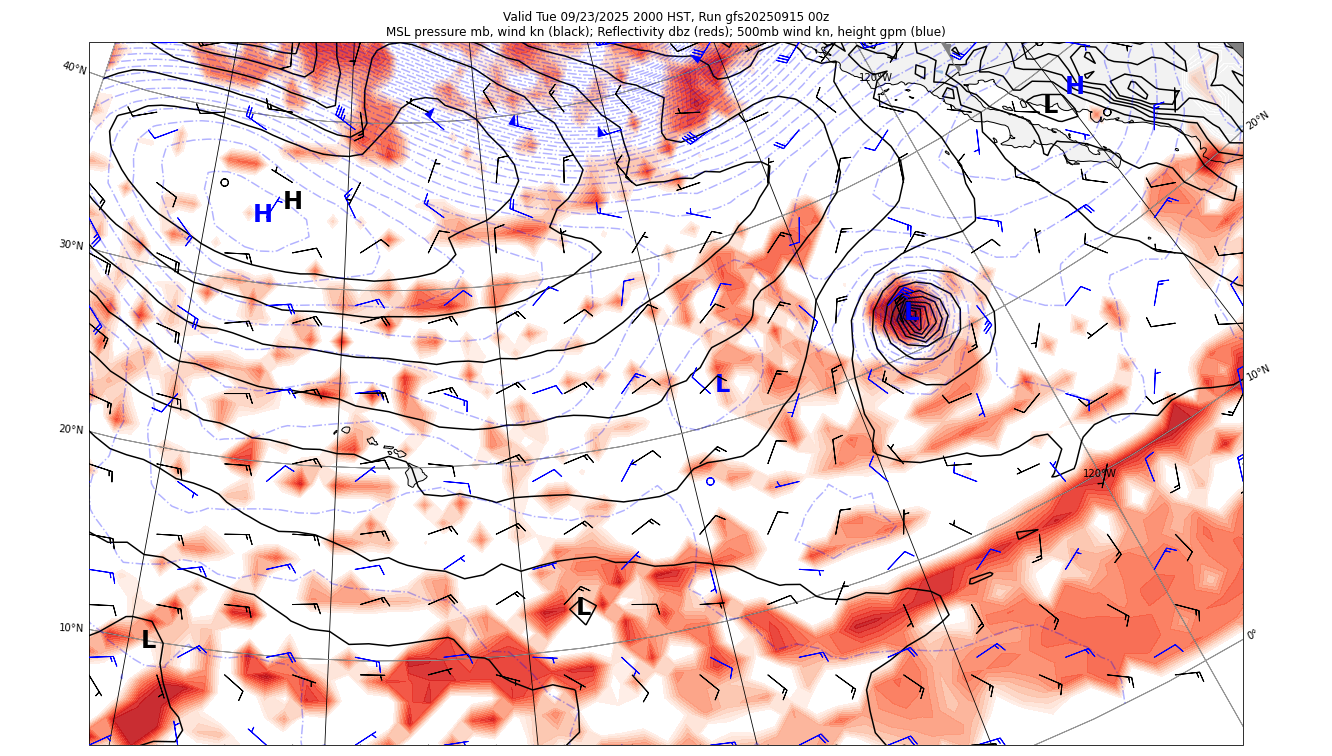 Valid Tue 09/23/2025 2000 HST, Run gfs20250915 00z
MSL pressure mb, wind kn (black); Reflectivity dbz (reds); 500mb wind kn, height gpm (blue)
40°N
120°W
H
L
20°N
H
H
30°N
L
L
10°N
20°N
120°W
L
10°N
L
0°